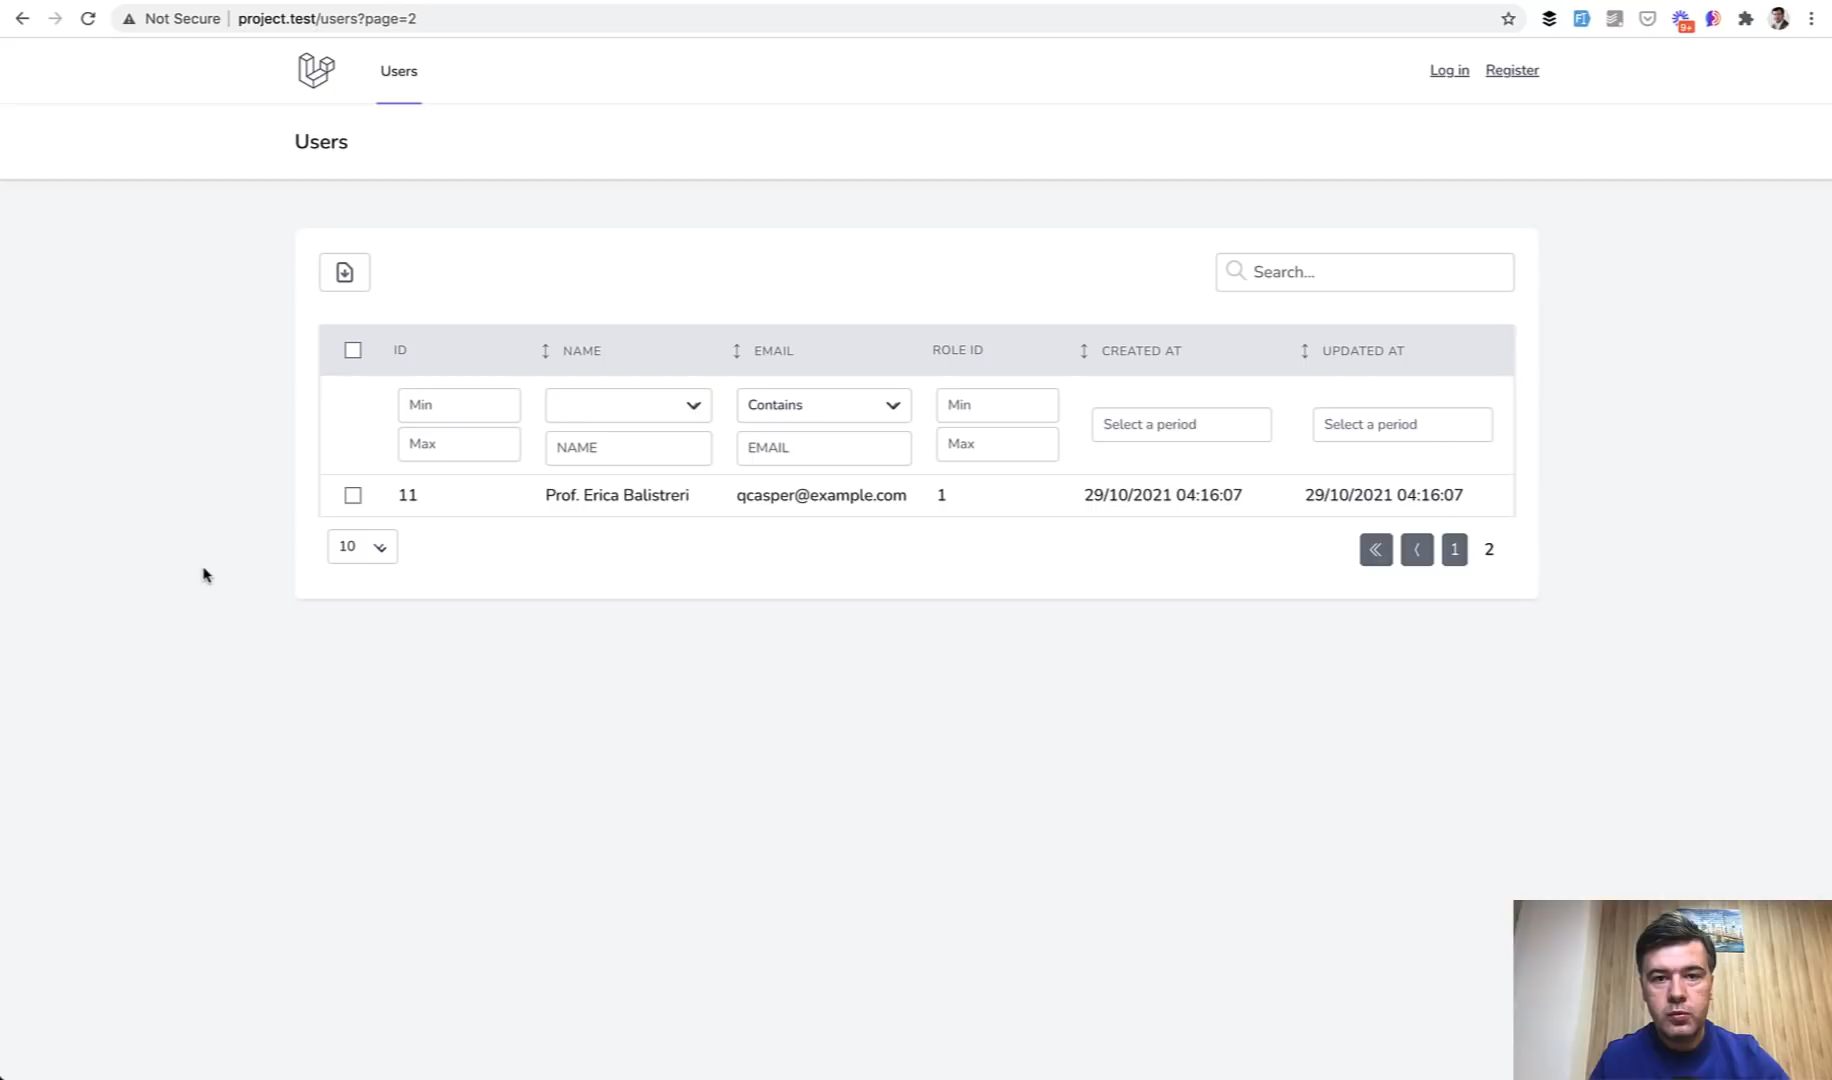 Not Secure project.test/users?page=2
9+
Users
Log in Register
Users
Search...
ID NAME EMAIL ROLE ID CREATED AT UPDATED AT
Min Contains Min
Select a period Select a period
Max NAME EMAIL Max
11 Prof. Erica Balistreri qcasper@example.com 1 29/10/2021 04:16:07 29/10/2021 04:16:07
10 1 2